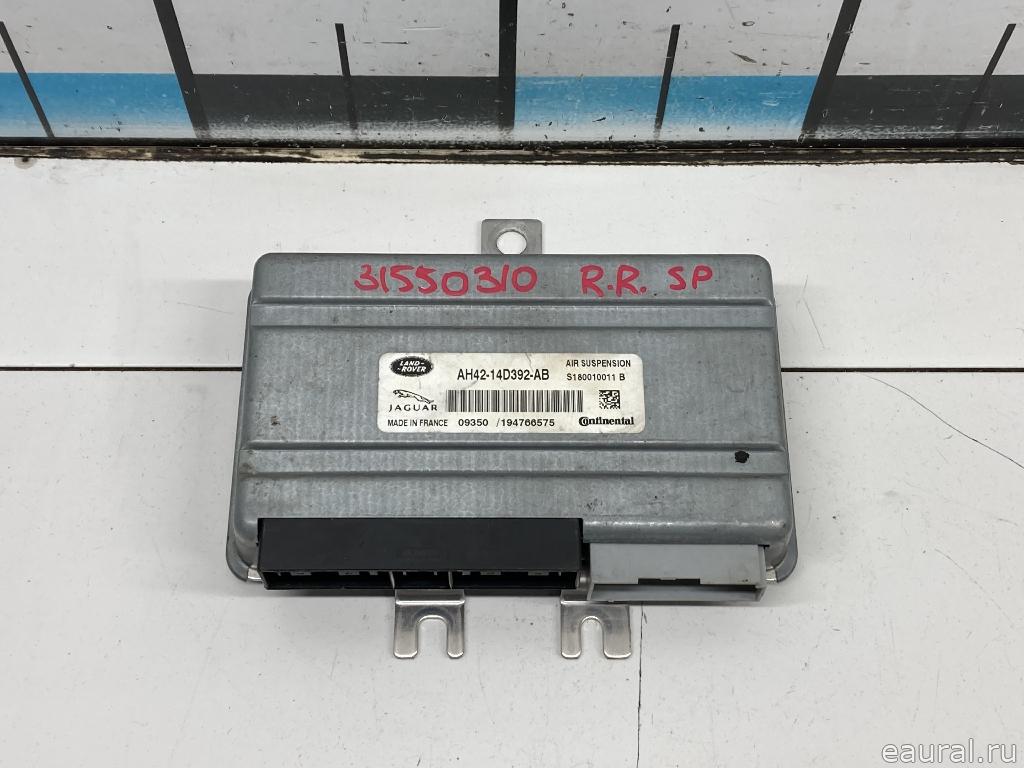 31550310 R.R. SP
LAND-ROVER
AH42-14D392-AB
AIR SUSPENSION
S180010011 B
JAGUAR
MADE IN FRANCE 09350 /194766575 Continental
eaural.ru